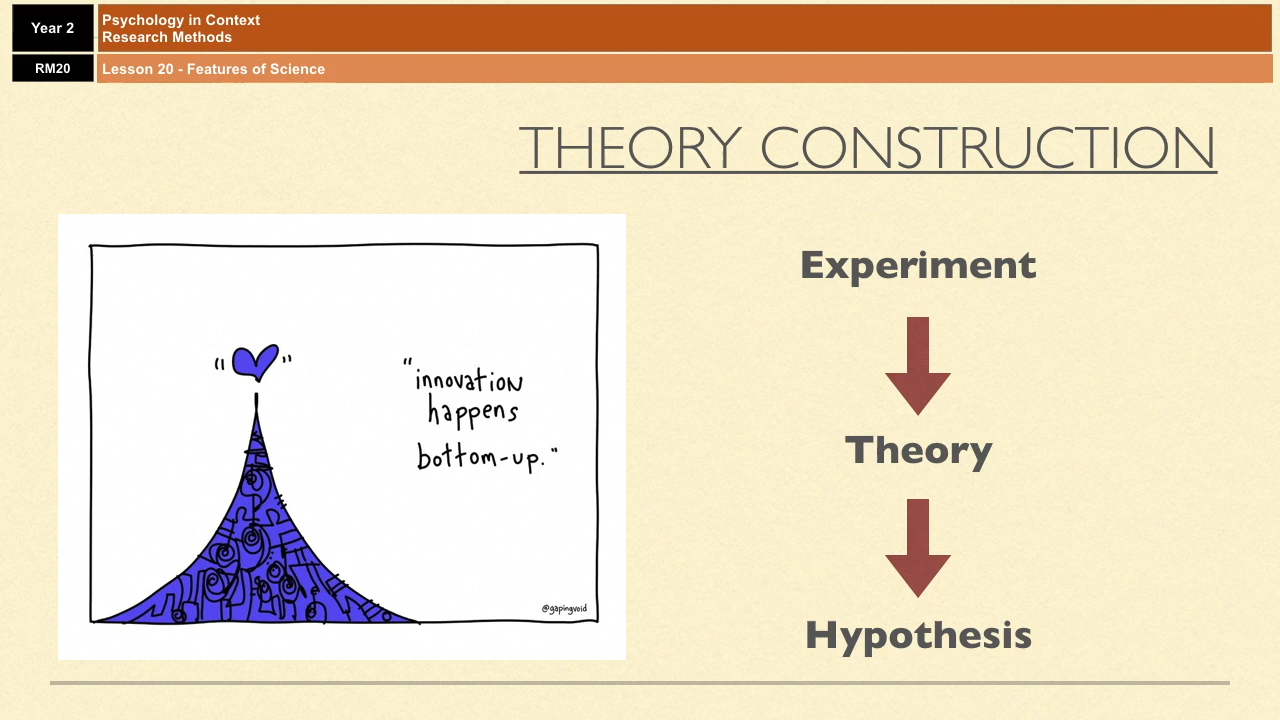 Year 2
Psychology in Context
Research Methods
RM20
Lesson 20 - Features of Science
THEORY CONSTRUCTION
"innovation
happens
bottom-up."
@gapingvoid
Experiment
Theory
Hypothesis